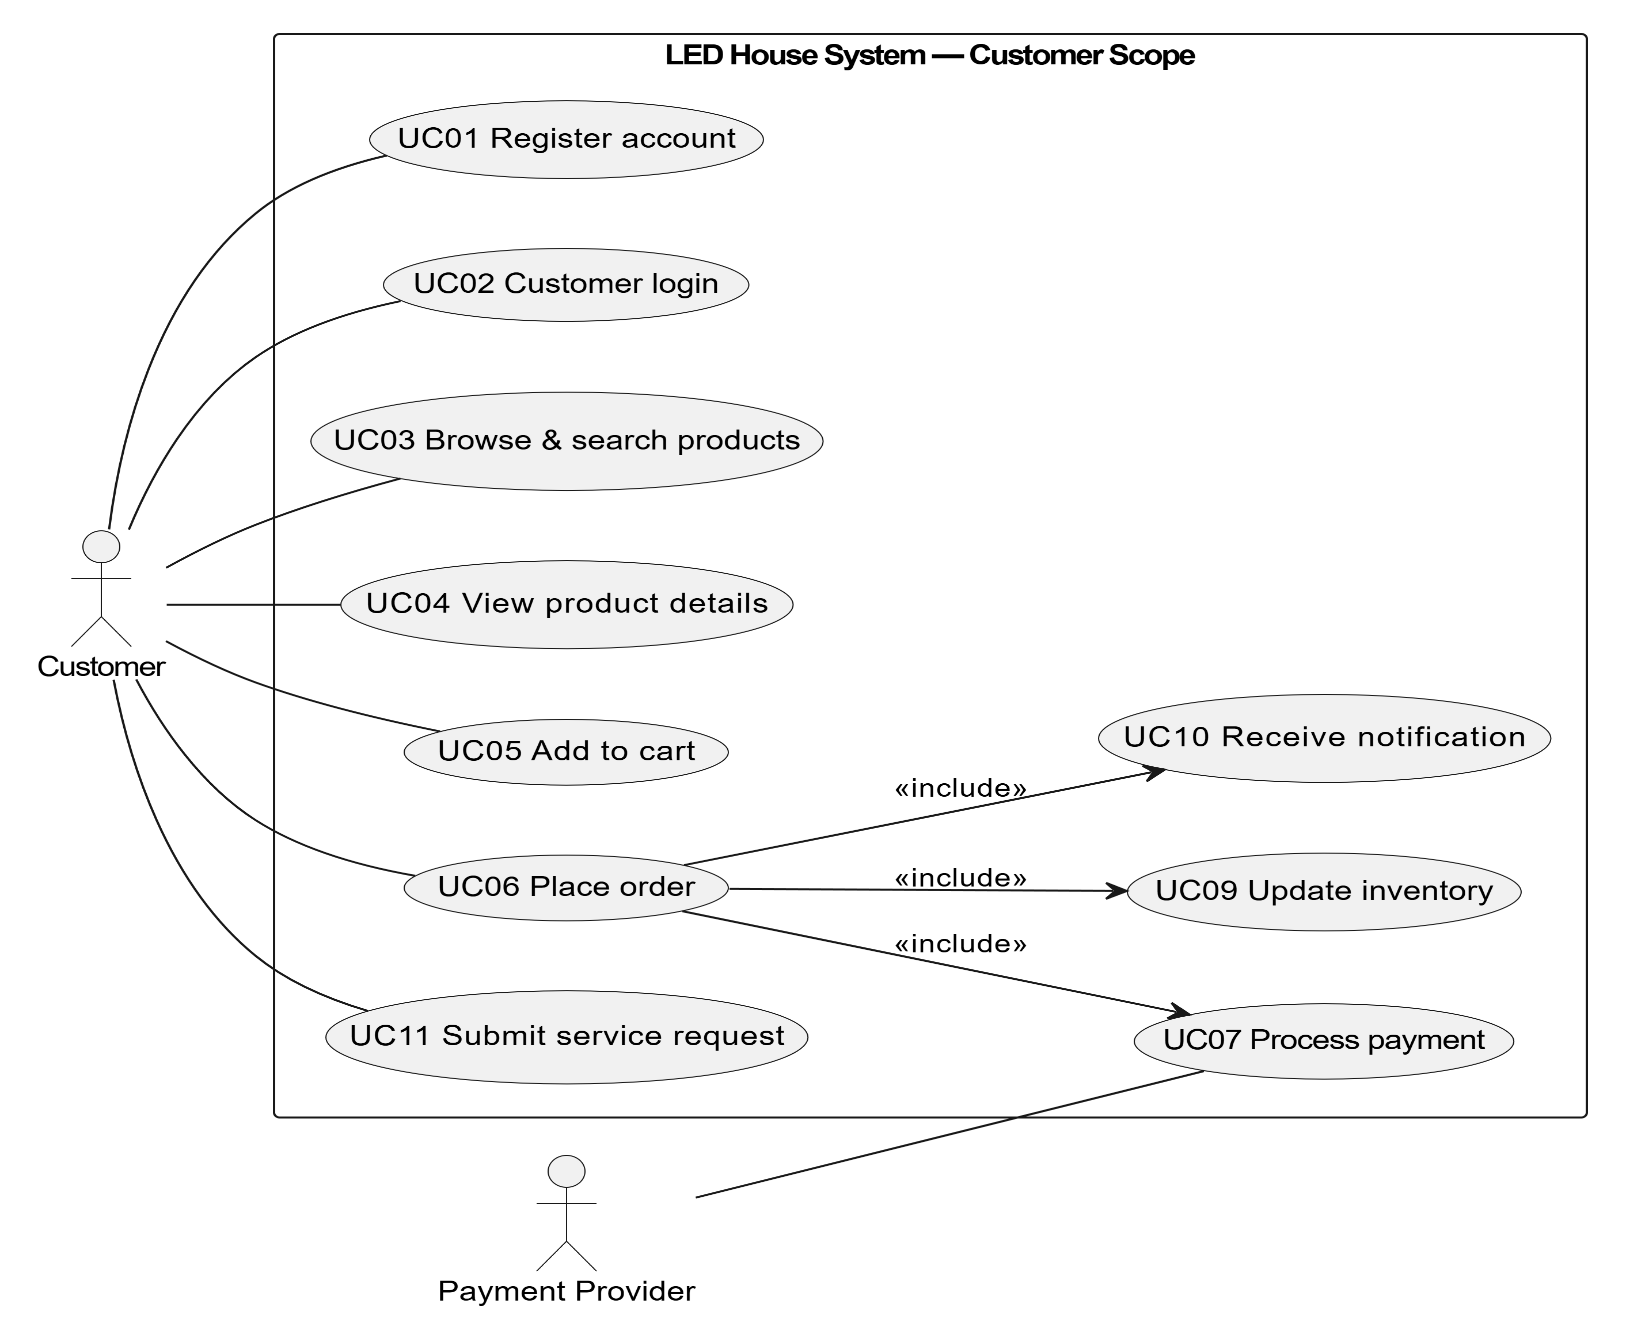 LED House System — Customer Scope
UC01 Register account
UC02 Customer login
UC03 Browse & search products
UC04 View product details
Customer
UC05 Add to cart
UC10 Receive notification
«include»
UC06 Place order
«include»
UC09 Update inventory
«include»
UC11 Submit service request
UC07 Process payment
Payment Provider